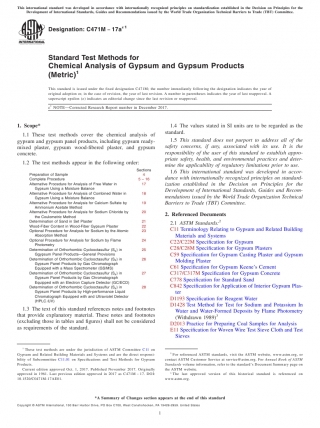 This international standard was developed in accordance with internationally recognized principles on standardization established in the Decision on Principles for the
Development of International Standards, Guides and Recommendations issued by the World Trade Organization Technical Barriers to Trade (TBT) Committee.
Designation: C471M − 17aε1
Standard Test Methods for
Chemical Analysis of Gypsum and Gypsum Products
(Metric)1
This standard is issued under the fixed designation C471M; the number immediately following the designation indicates the year of
original adoption or, in the case of revision, the year of last revision. A number in parentheses indicates the year of last reapproval. A
superscript epsilon (ε) indicates an editorial change since the last revision or reapproval.
ε1 NOTE—Corrected Research Report number in December 2017.
1. Scope*
1.1 These test methods cover the chemical analysis of
gypsum and gypsum panel products, including gypsum ready-
mixed plaster, gypsum wood-fibered plaster, and gypsum
concrete.
1.2 The test methods appear in the following order:
Sections
Preparation of Sample 4
Complete Procedure 5 – 16
Alternative Procedure for Analysis of Free Water in 17
Gypsum Using a Moisture Balance
Alternative Procedure for Analysis of Combined Water in 18
Gypsum Using a Moisture Balance
Alternative Procedure for Analysis for Calcium Sulfate by 19
Ammonium Acetate Method
Alternative Procedure for Analysis for Sodium Chloride by 20
the Coulometric Method
Determination of Sand in Set Plaster 21
Wood-Fiber Content in Wood-Fiber Gypsum Plaster 22
Optional Procedure for Analysis for Sodium by the Atomic 23
Absorption Method
Optional Procedure for Analysis for Sodium by Flame 24
Photometry
Determination of Orthorhombic Cyclooctasulfur (S8) in 25
Gypsum Panel Products—General Provisions
Determination of Orthorhombic Cyclooctasulfur (S8) in 26
Gypsum Panel Products by Gas Chromatograph
Equipped with a Mass Spectrometer (GC/MS)
Determination of Orthorhombic Cyclooctasulfur (S8) in 27
Gypsum Panel Products by Gas Chromatograph
Equipped with an Electron Capture Detector (GC/ECD)
Determination of Orthorhombic Cyclooctasulfur (S8) in 28
Gypsum Panel Products by High-performance Liquid
Chromatograph Equipped with and Ultraviolet Detector
(HPLC/UV)
1.3 The text of this standard references notes and footnotes
that provide explanatory material. These notes and footnotes
(excluding those in tables and figures) shall not be considered
as requirements of the standard.
1.4 The values stated in SI units are to be regarded as the
standard.
1.5 This standard does not purport to address all of the
safety concerns, if any, associated with its use. It is the
responsibility of the user of this standard to establish appro-
priate safety, health, and environmental practices and deter-
mine the applicability of regulatory limitations prior to use.
1.6 This international standard was developed in accor-
dance with internationally recognized principles on standard-
ization established in the Decision on Principles for the
Development of International Standards, Guides and Recom-
mendations issued by the World Trade Organization Technical
Barriers to Trade (TBT) Committee.
2. Referenced Documents
2.1 ASTM Standards:2
C11 Terminology Relating to Gypsum and Related Building
Materials and Systems
C22/C22M Specification for Gypsum
C28/C28M Specification for Gypsum Plasters
C59 Specification for Gypsum Casting Plaster and Gypsum
Molding Plaster
C61 Specification for Gypsum Keene's Cement
C317/C317M Specification for Gypsum Concrete
C778 Specification for Standard Sand
C842 Specification for Application of Interior Gypsum Plas-
ter
D1193 Specification for Reagent Water
D1428 Test Method for Test for Sodium and Potassium In
Water and Water-Formed Deposits by Flame Photometry
(Withdrawn 1989)3
D2013 Practice for Preparing Coal Samples for Analysis
E11 Specification for Woven Wire Test Sieve Cloth and Test
Sieves
1 These test methods are under the jurisdiction of ASTM Committee C11 on
Gypsum and Related Building Materials and Systems and are the direct responsi-
bility of Subcommittee C11.01 on Specifications and Test Methods for Gypsum
Products.
Current edition approved Oct. 1, 2017. Published November 2017. Originally
approved in 1961. Last previous edition approved in 2017 as C471M – 17. DOI:
10.1520/C0471M-17AE01.
2 For referenced ASTM standards, visit the ASTM website, www.astm.org, or
contact ASTM Customer Service at service@astm.org. For Annual Book of ASTM
Standards volume information, refer to the standard's Document Summary page on
the ASTM website.
3 The last approved version of this historical standard is referenced on
www.astm.org.
*A Summary of Changes section appears at the end of this standard
Copyright © ASTM International, 100 Barr Harbor Drive, PO Box C700, West Conshohocken, PA 19428-2959. United States
1